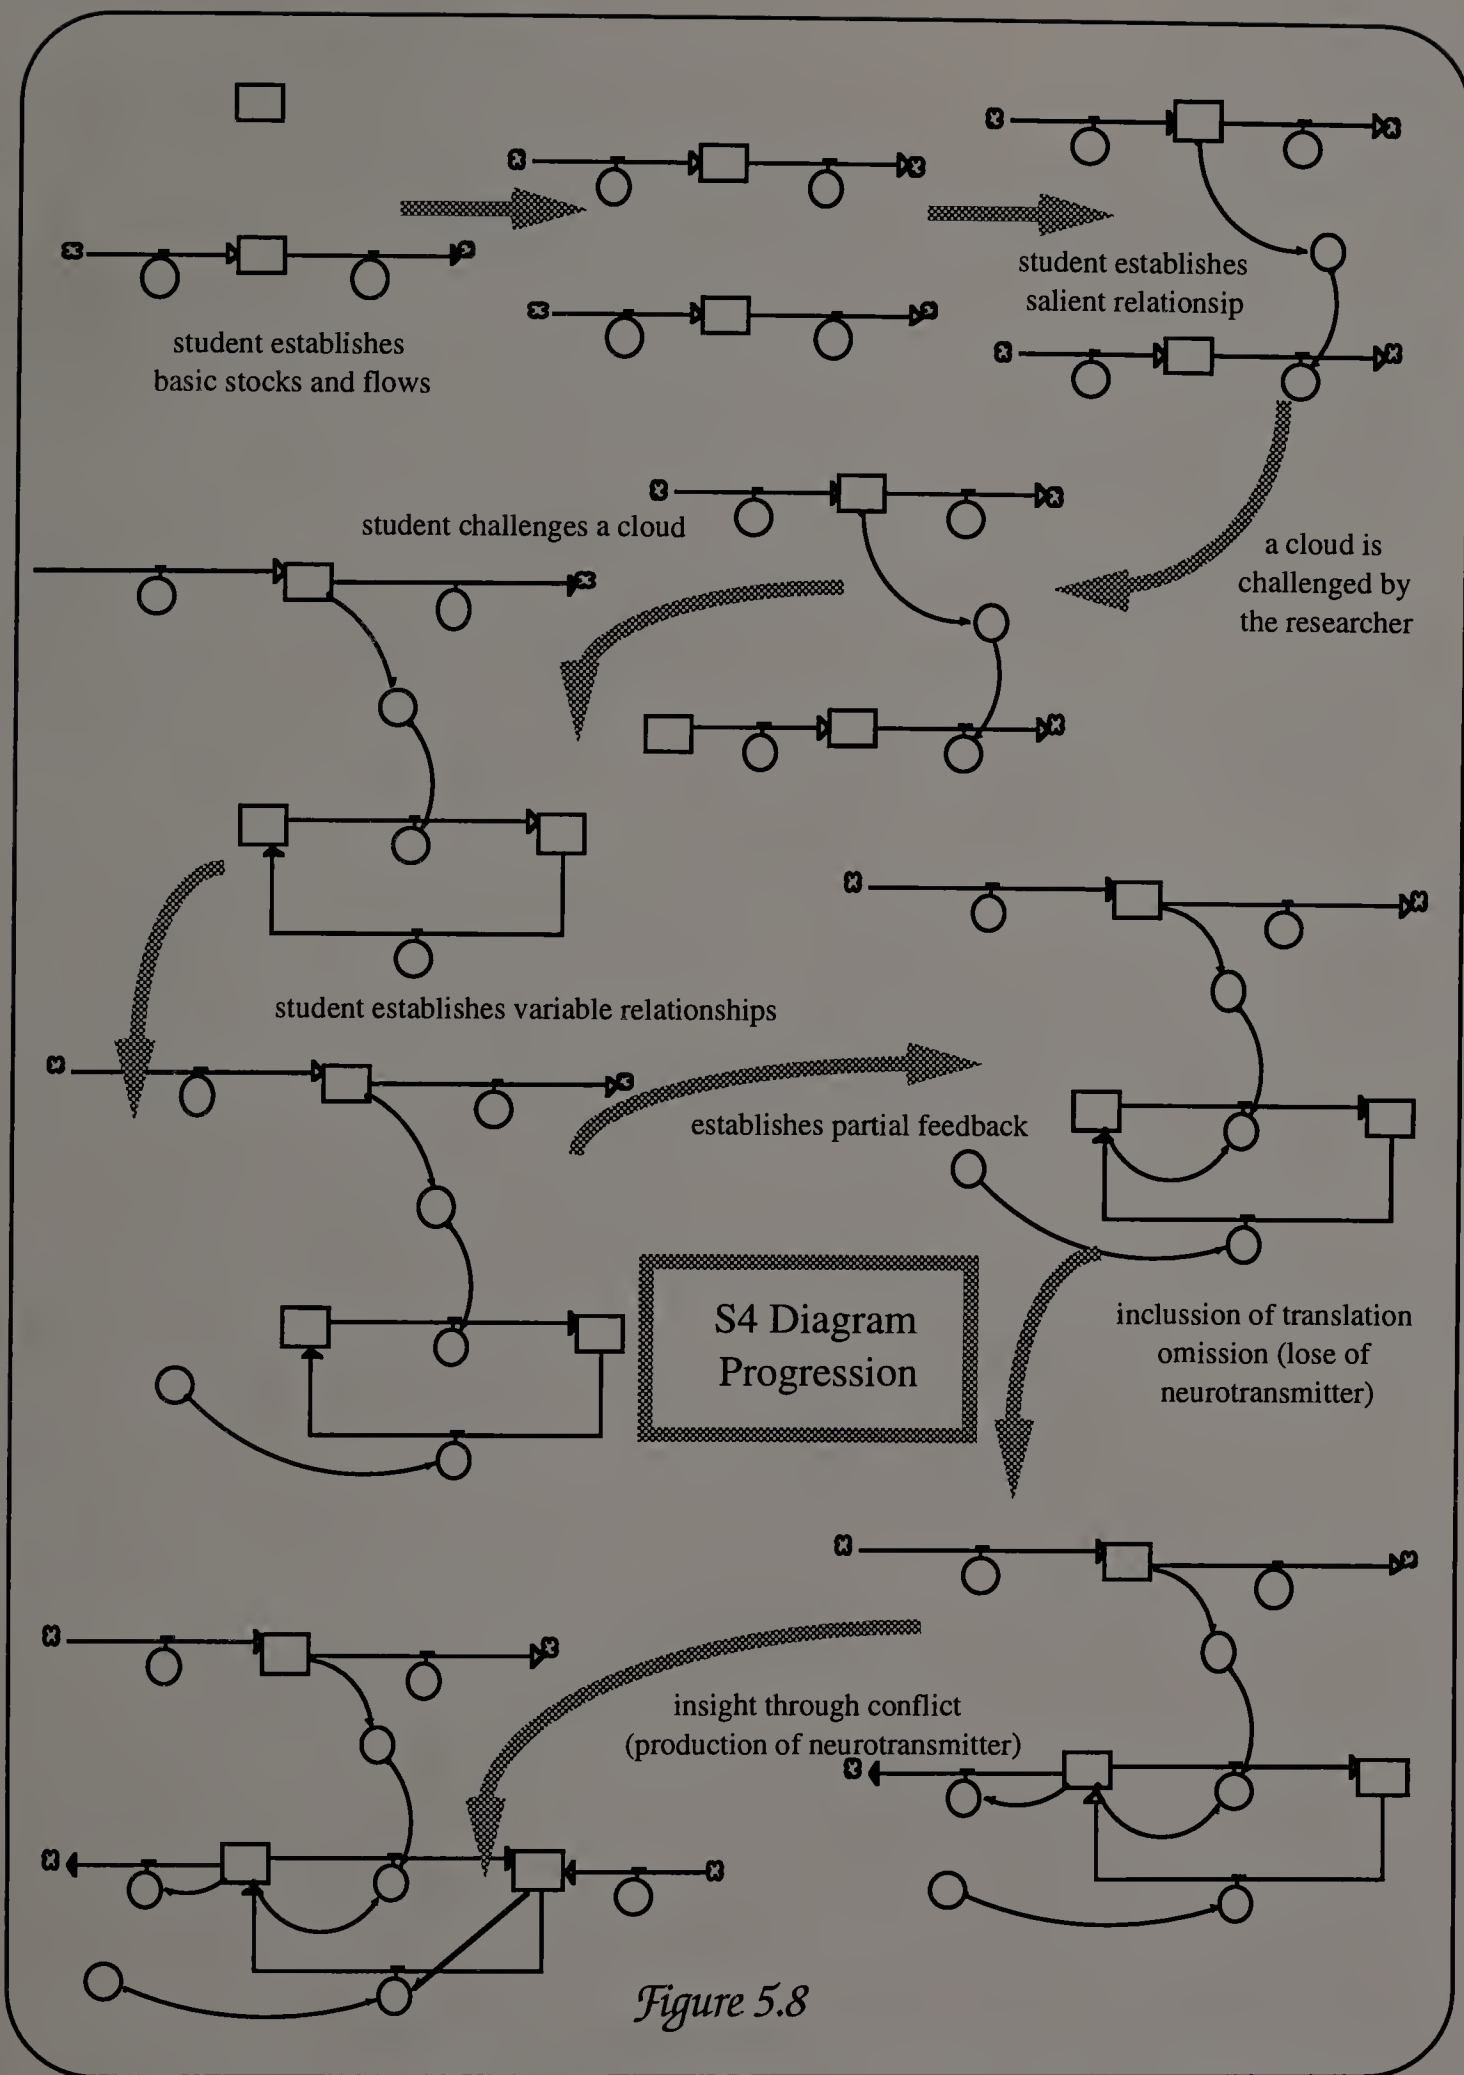 student establishes
basic stocks and flows
student establishes
salient relationsip
a cloud is
challenged by
the researcher
student challenges a cloud
student establishes variable relationships
establishes partial feedback
S4 Diagram
Progression
inclussion of translation
omission (lose of
neurotransmitter)
insight through conflict
(production of neurotransmitter)
Figure 5.8